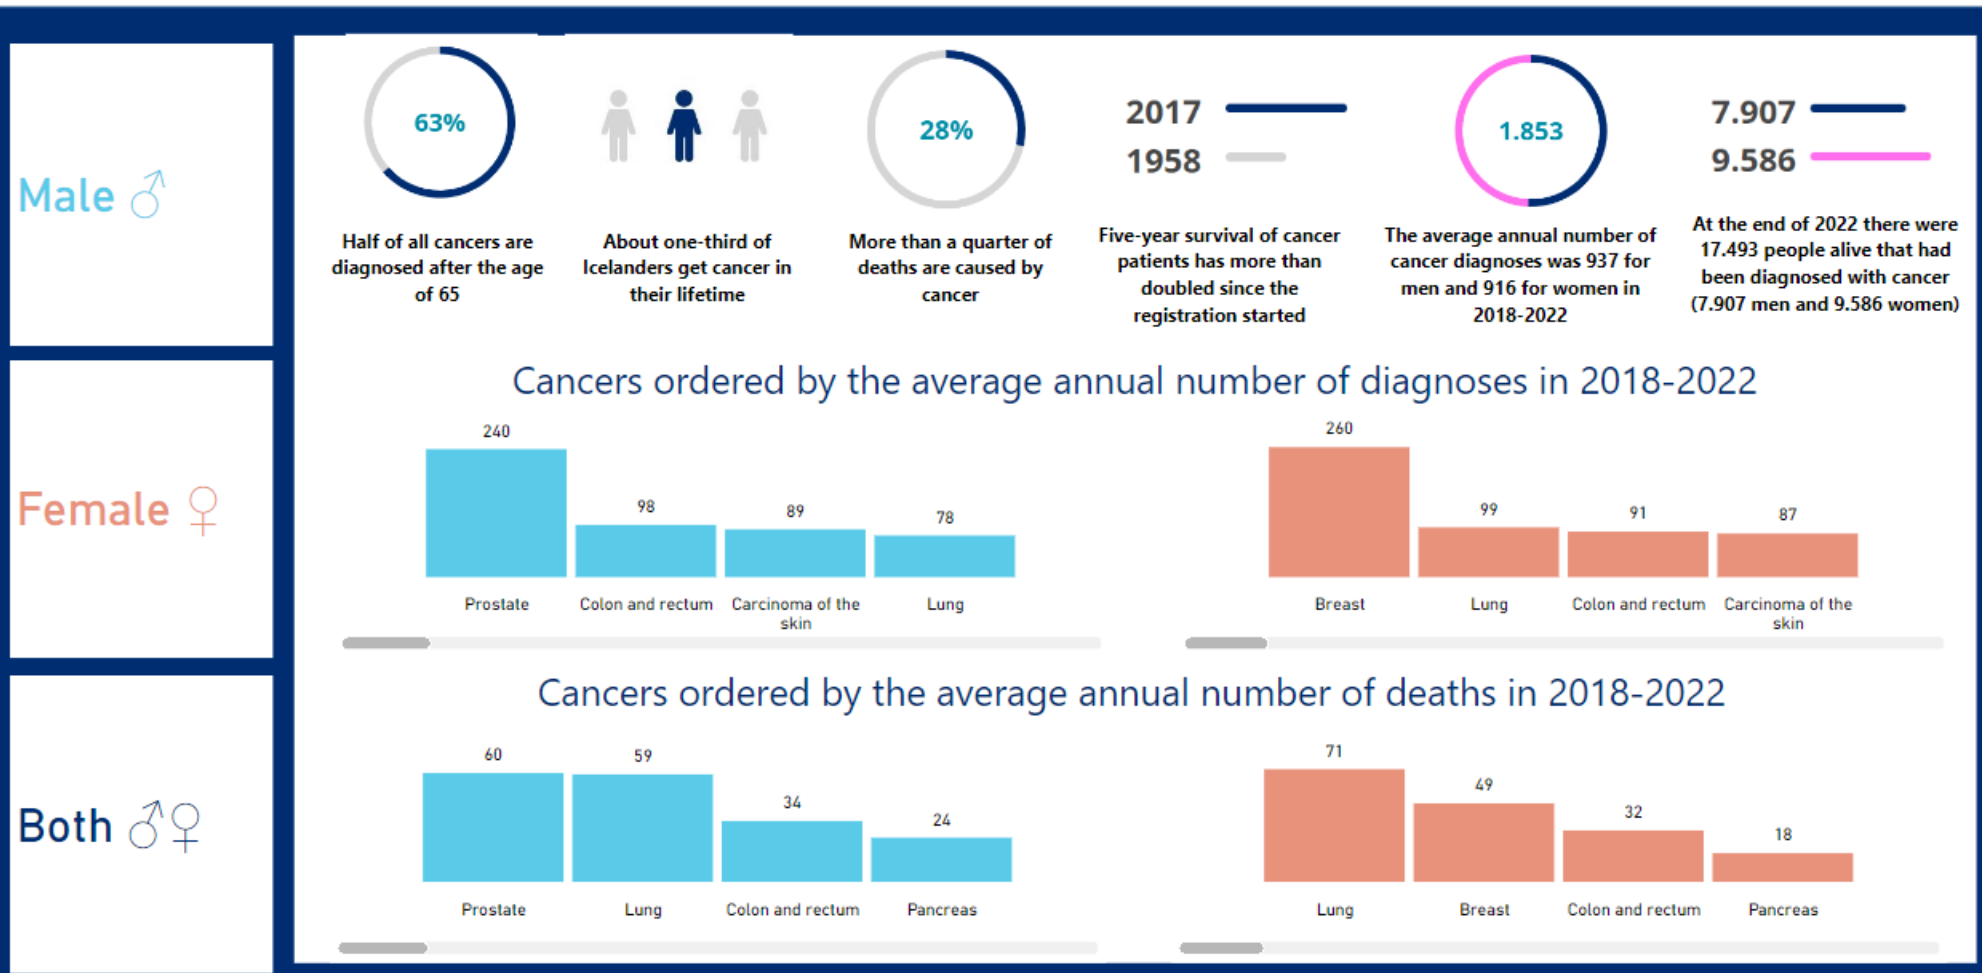 Male ♂
Female ♀
Both ♂♀
63%
Half of all cancers are
diagnosed after the age
of 65
About one-third of
Icelanders get cancer in
their lifetime
28%
More than a quarter of
deaths are caused by
cancer
2017
1958
Five-year survival of cancer
patients has more than
doubled since the
registration started
1.853
The average annual number of
cancer diagnoses was 937 for
men and 916 for women in
2018-2022
7.907
9.586
At the end of 2022 there were
17.493 people alive that had
been diagnosed with cancer
(7.907 men and 9.586 women)
Cancers ordered by the average annual number of diagnoses in 2018-2022
240
98
89
78
Prostate
Colon and rectum
Carcinoma of the
skin
Lung
260
99
91
87
Breast
Lung
Colon and rectum
Carcinoma of the
skin
Cancers ordered by the average annual number of deaths in 2018-2022
60
59
34
24
Prostate
Lung
Colon and rectum
Pancreas
71
49
32
18
Lung
Breast
Colon and rectum
Pancreas